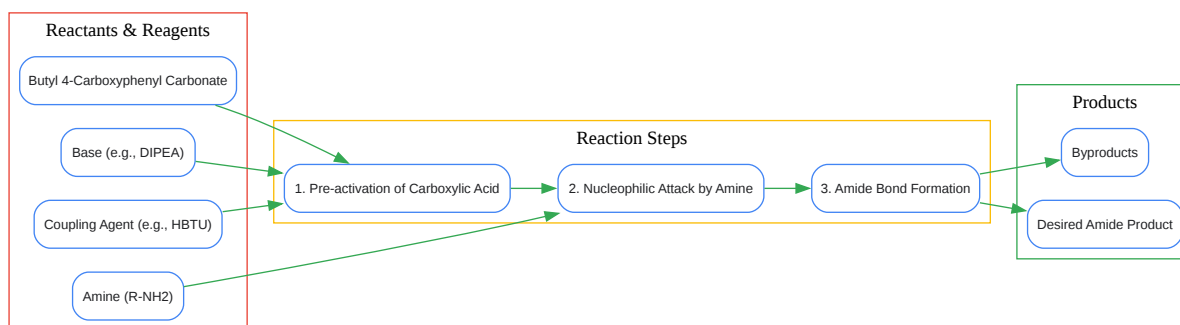 Reactants & Reagents
Butyl 4-Carboxyphenyl Carbonate
Base (e.g., DIPEA)
Coupling Agent (e.g., HBTU)
Amine (R-NH2)
Reaction Steps
1. Pre-activation of Carboxylic Acid
2. Nucleophilic Attack by Amine
3. Amide Bond Formation
Products
Byproducts
Desired Amide Product